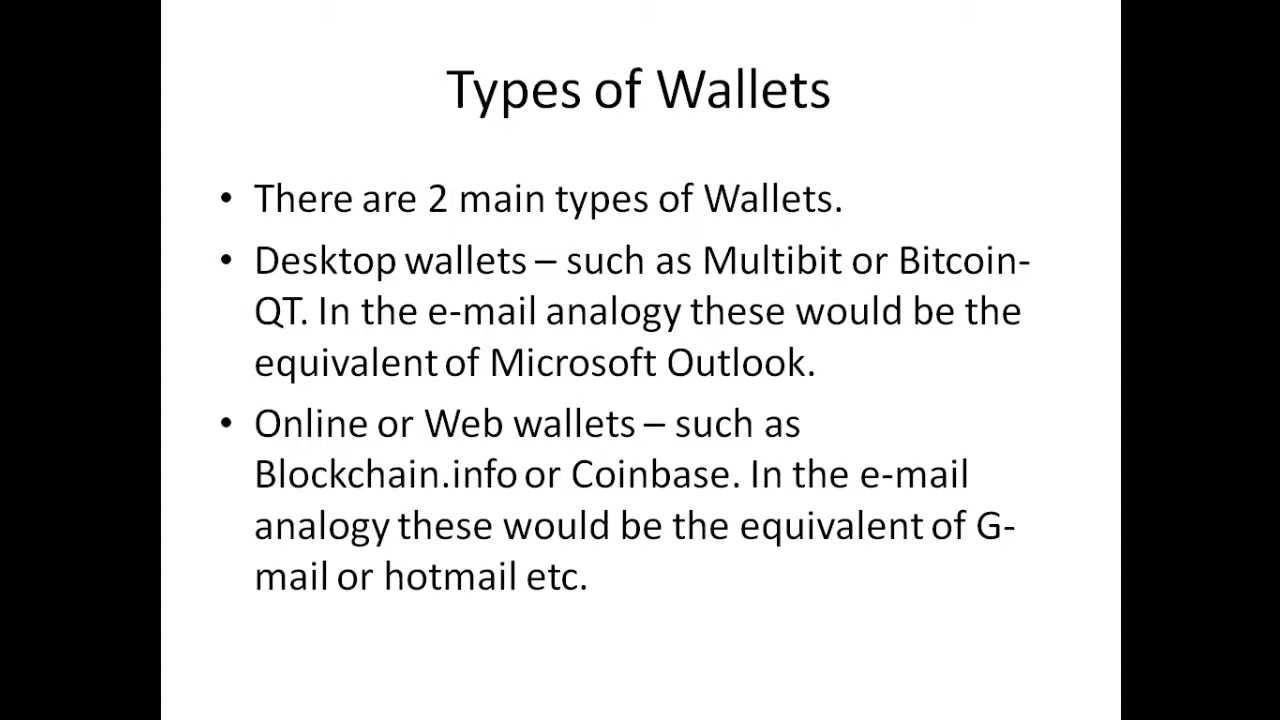 Types of Wallets
• There are 2 main types of Wallets.
• Desktop wallets – such as Multibit or Bitcoin-
QT. In the e-mail analogy these would be the
equivalent of Microsoft Outlook.
• Online or Web wallets – such as
Blockchain.info or Coinbase. In the e-mail
analogy these would be the equivalent of G-
mail or hotmail etc.